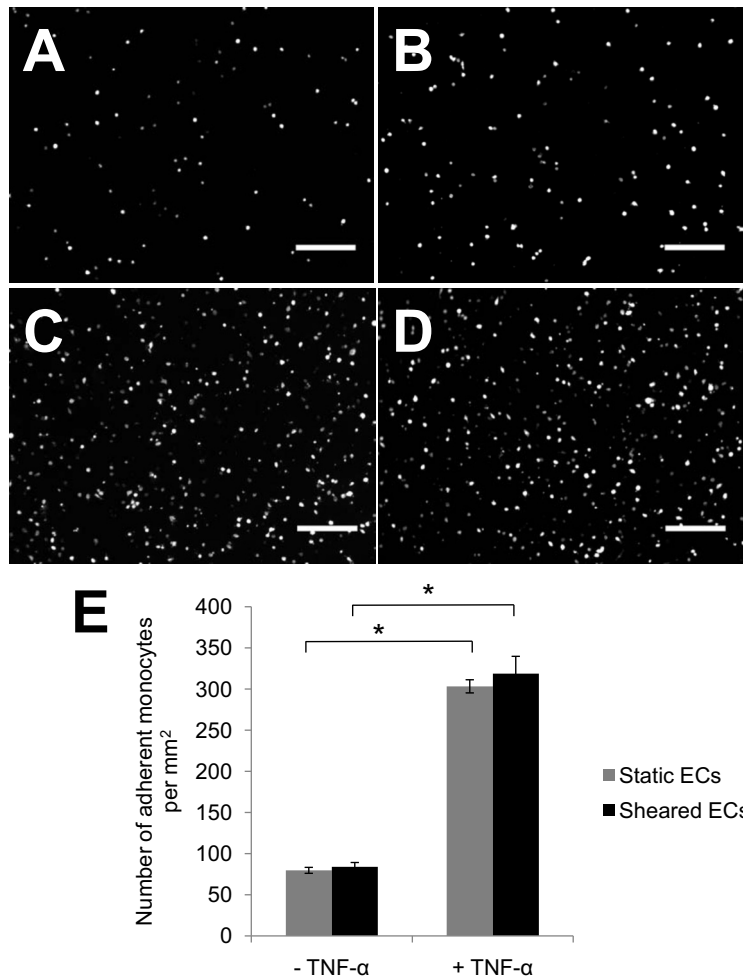 A
B
C
D
E
Number of adherent monocytes
per mm²
400
350
300
250
200
150
100
50
0
*
*
- TNF-α
+ TNF-α
Static ECs
Sheared ECs